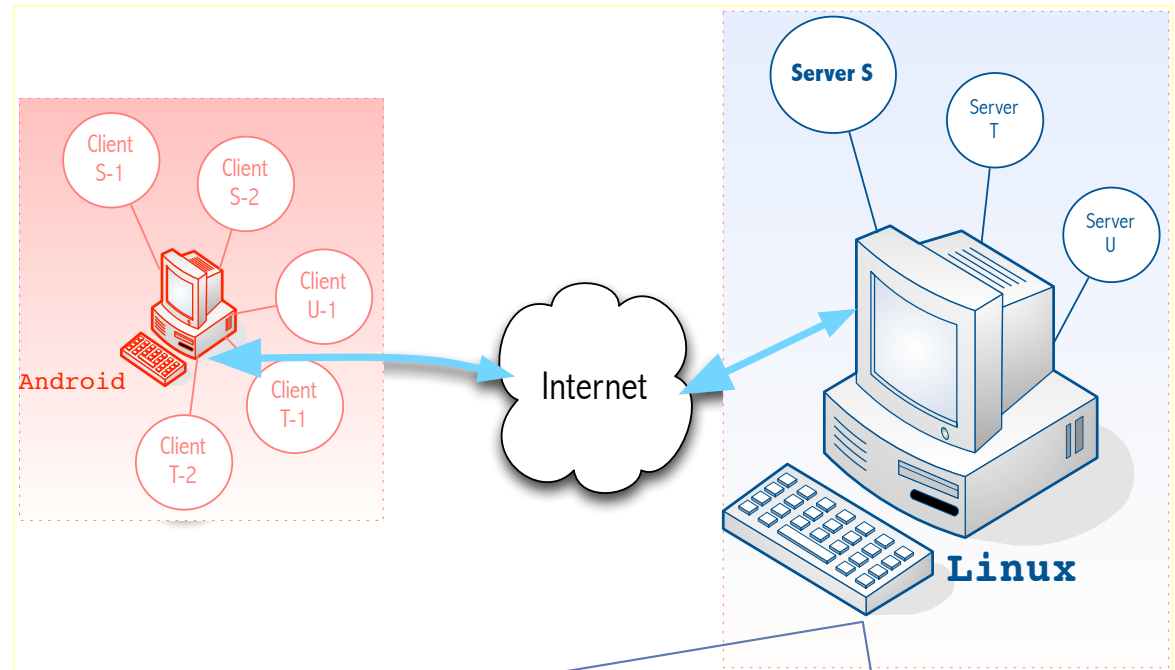 Client
S-1
Client
S-2
Client
U-1
Client
T-1
Client
T-2
Android
Internet
Server S
Server
T
Server
U
Linux